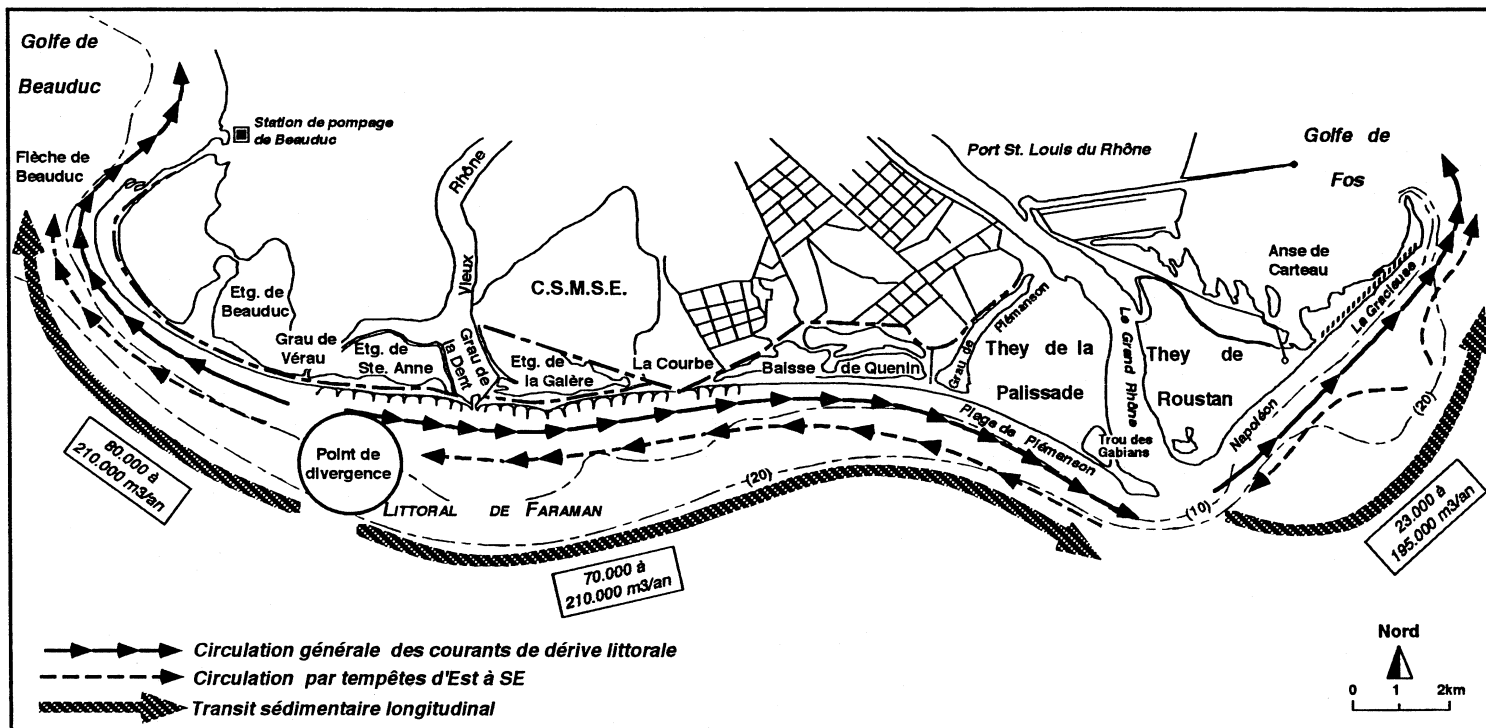 Golfe de
Beauduc
Station de pompage
de Beauduc
Flèche de
Beauduc
Port St. Louis du Rhône
Golfe de
Fos
Rhône
Vieux
C.S.M.S.E.
Anse de
Carteau
Etg. de
Beauduc
La Gracieuse
Grau de
Vérau
Etg. de
Ste. Anne
Grau de
la Dent
Etg. de
la Galère
La Courbe
Baisse de Quenin
Grau de Plémanson
They de la
Palissade
Le Grand Rhône
They de
Roustan
Napoléon
Plage de Plémanson
Trou des
Gabians
(20)
(20)
(10)
Point de
divergence
LITTORAL DE FARAMAN
80.000 à
210.000 m3/an
70.000 à
210.000 m3/an
23.000 à
195.000 m3/an
Circulation générale des courants de dérive littorale
Circulation par tempêtes d'Est à SE
Transit sédimentaire longitudinal
Nord
0 1 2km